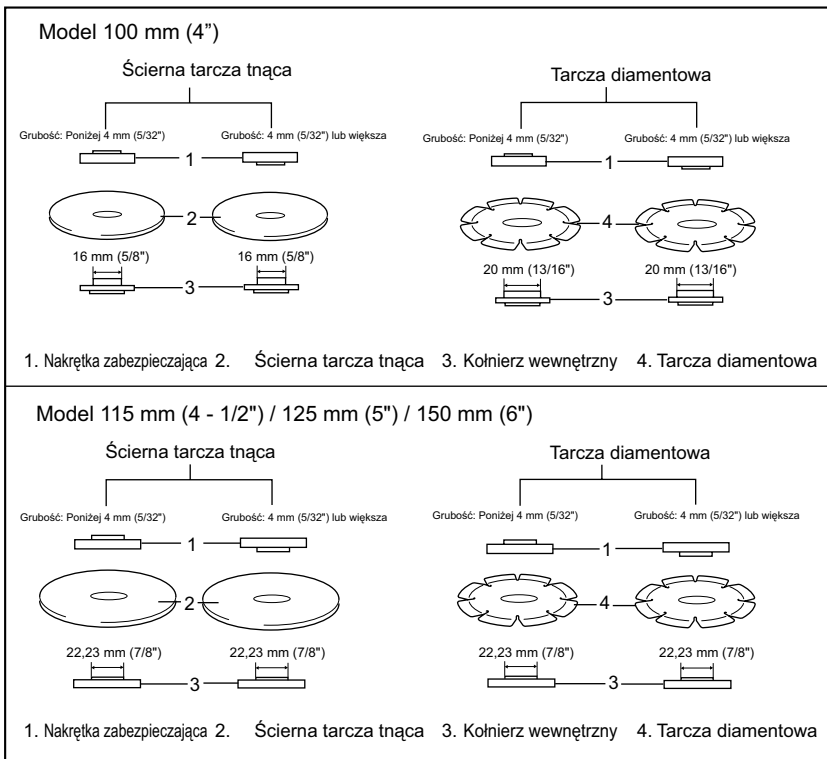 Model 100 mm (4”)
Ścierna tarcza tnąca
Tarcza diamentowa
Grubość: Poniżej 4 mm (5/32")
Grubość: 4 mm (5/32") lub większa
Grubość: Poniżej 4 mm (5/32")
Grubość: 4 mm (5/32") lub większa
1
1
2
4
16 mm (5/8")
16 mm (5/8")
20 mm (13/16")
20 mm (13/16")
3
3
1. Nakrętka zabezpieczająca 2. Ścierna tarcza tnąca 3. Kołnierz wewnętrzny 4. Tarcza diamentowa
Model 115 mm (4 - 1/2") / 125 mm (5") / 150 mm (6")
Ścierna tarcza tnąca
Tarcza diamentowa
Grubość: Poniżej 4 mm (5/32")
Grubość: 4 mm (5/32") lub większa
Grubość: Poniżej 4 mm (5/32")
Grubość: 4 mm (5/32") lub większa
1
1
2
4
22,23 mm (7/8")
22,23 mm (7/8")
22,23 mm (7/8")
22,23 mm (7/8")
3
3
1. Nakrętka zabezpieczająca 2. Ścierna tarcza tnąca 3. Kołnierz wewnętrzny 4. Tarcza diamentowa